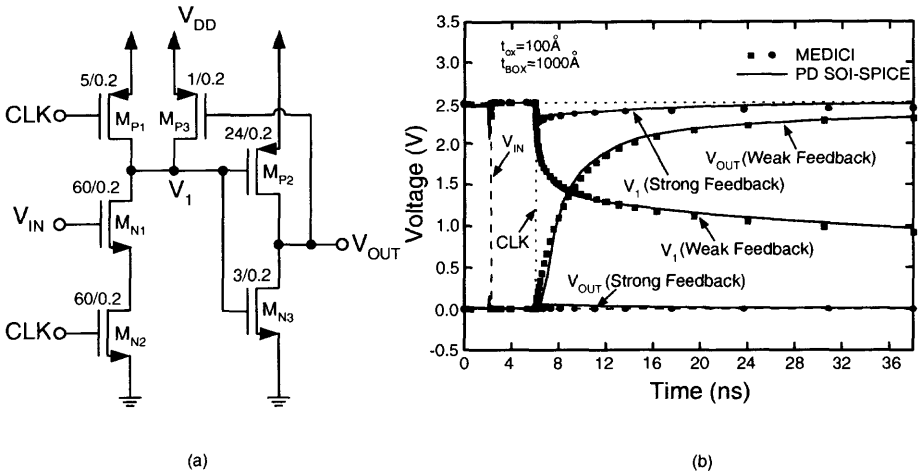 V_DD
5/0.2
1/0.2
CLK
M_P1
M_P3
24/0.2
M_P2
60/0.2
V_1
V_IN
M_N1
V_OUT
60/0.2
3/0.2
CLK
M_N2
M_N3
(a)
t_ox=100Å
t_BOX=1000Å
MEDICI
PD SOI-SPICE
V_IN
V_OUT (Weak Feedback)
V_1 (Strong Feedback)
CLK
V_1 (Weak Feedback)
V_OUT (Strong Feedback)
Voltage (V)
3.5
3.0
2.5
2.0
1.5
1.0
0.5
0.0
-0.5
0 4 8 12 16 20 24 28 32 36
Time (ns)
(b)